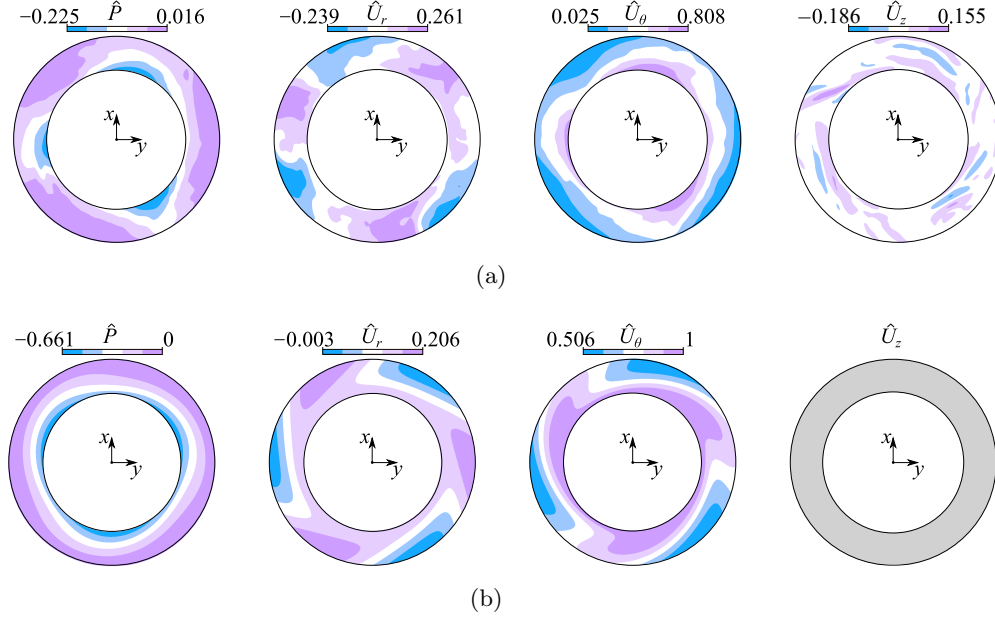 −0.225 P̂ 0.016 −0.239 Û_r 0.261 0.025 Û_θ 0.808 −0.186 Û_z 0.155
x x x x
y y y y
(a)
−0.661 P̂ 0 −0.003 Û_r 0.206 0.506 Û_θ 1 Û_z
x x x x
y y y y
(b)